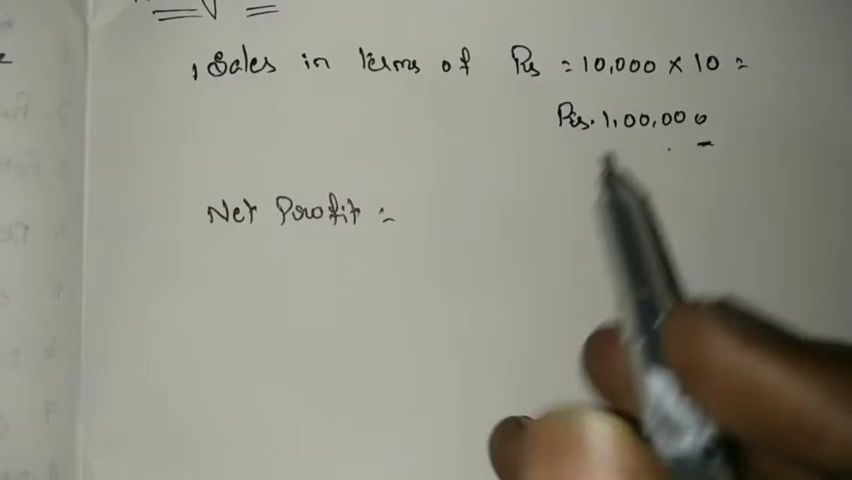 Sales in terms of Rs = 10,000 × 10 =
Rs. 1,00,000
Net Profit =